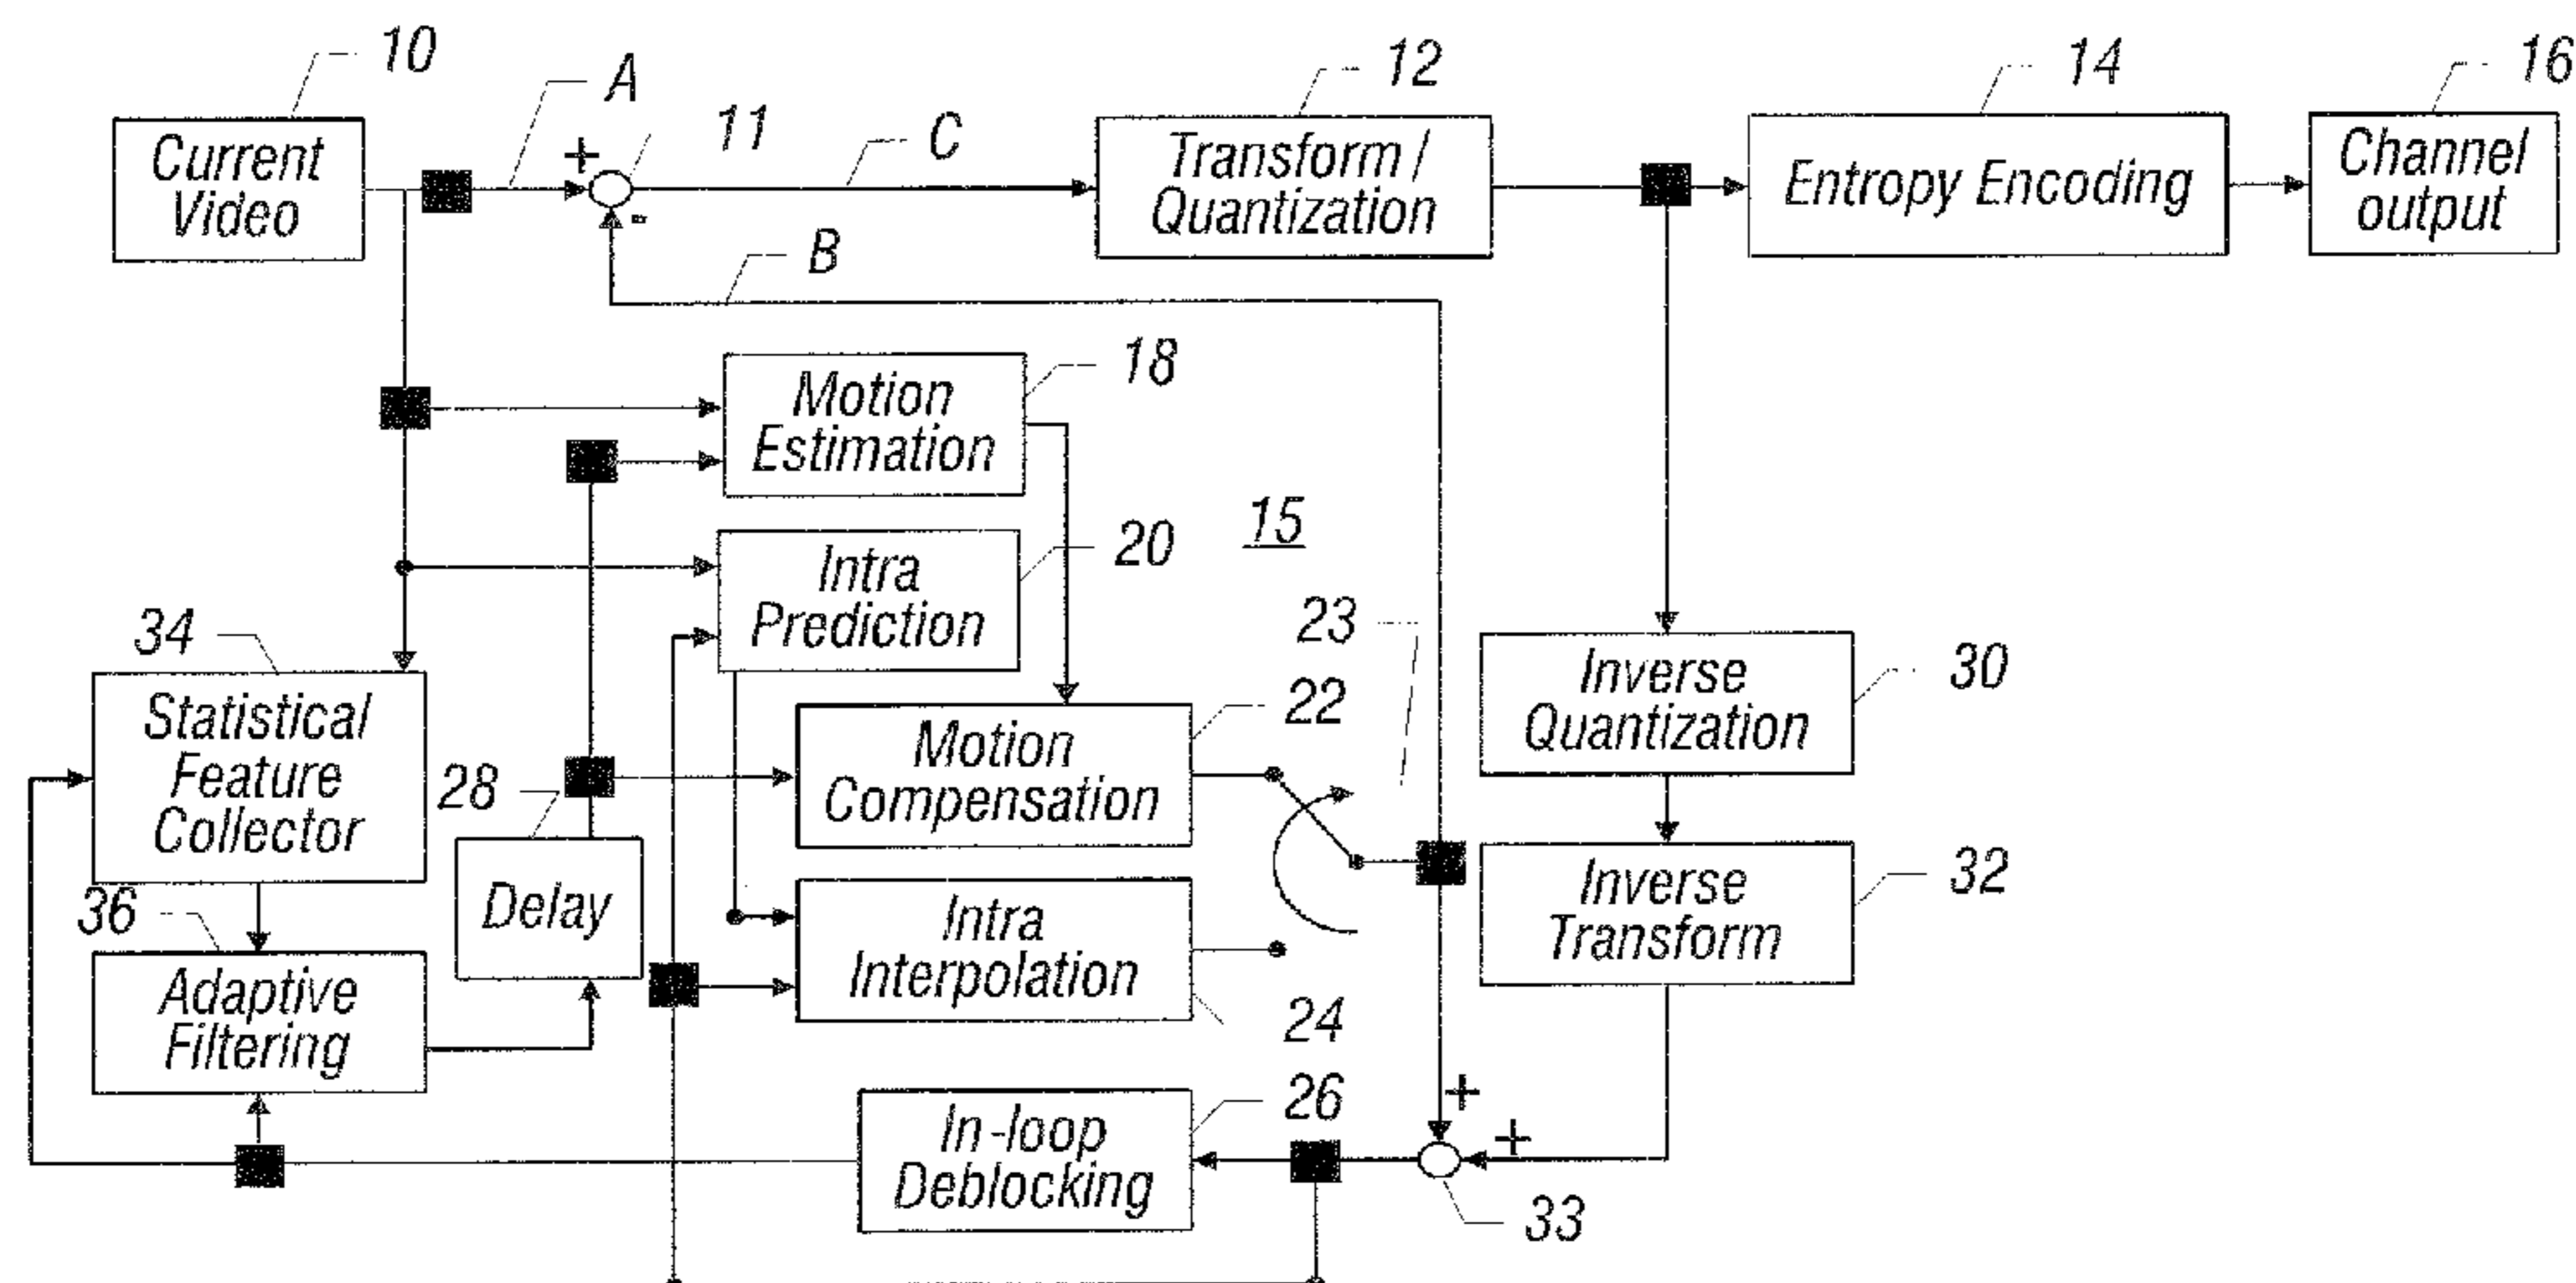 10
A
11
C
12
14
16
Current
Video
+
-
Transform /
Quantization
Entropy Encoding
Channel
output
B
18
Motion
Estimation
15
20
Intra
Prediction
23
34
Statistical
Feature
Collector
22
Motion
Compensation
30
Inverse
Quantization
28
Delay
36
Adaptive
Filtering
Intra
Interpolation
24
32
Inverse
Transform
26
In-loop
Deblocking
+
+
33